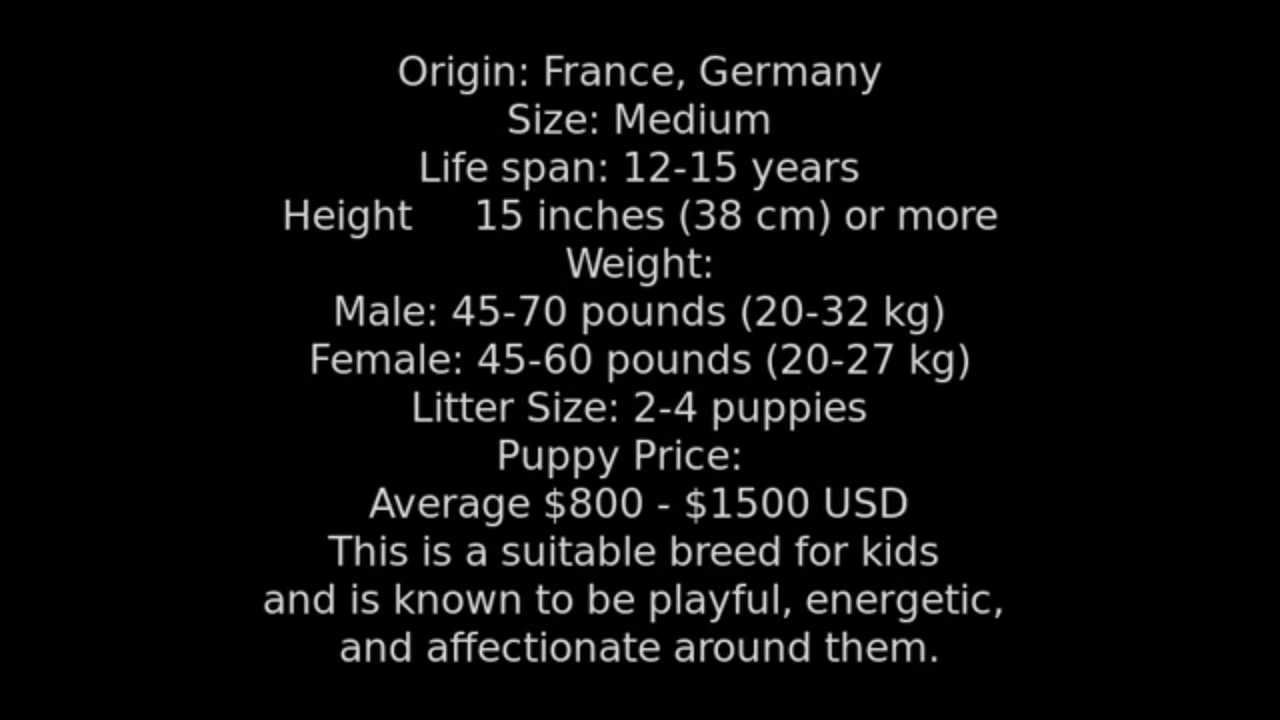 Origin: France, Germany
Size: Medium
Life span: 12-15 years
Height 15 inches (38 cm) or more
Weight:
Male: 45-70 pounds (20-32 kg)
Female: 45-60 pounds (20-27 kg)
Litter Size: 2-4 puppies
Puppy Price:
Average $800 - $1500 USD
This is a suitable breed for kids
and is known to be playful, energetic,
and affectionate around them.